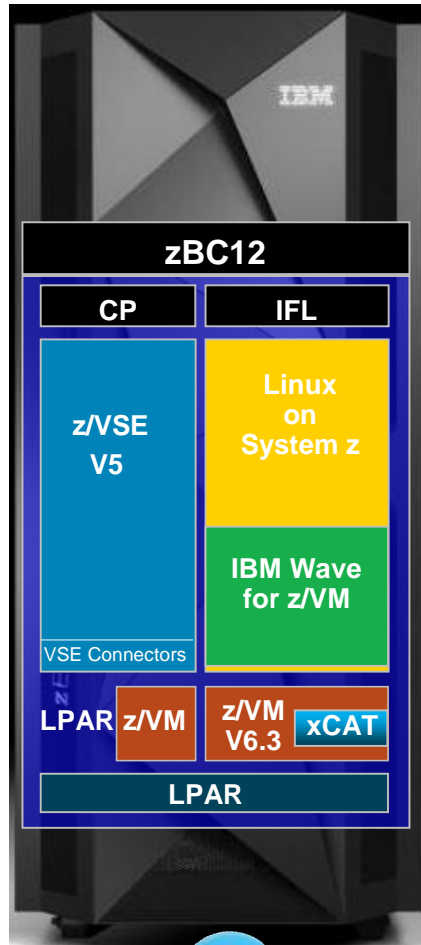 IBM
zBC12
CP
IFL
z/VSE
V5
Linux
on
System z
IBM Wave
for z/VM
VSE Connectors
LPAR
z/VM
z/VM
V6.3
xCAT
LPAR